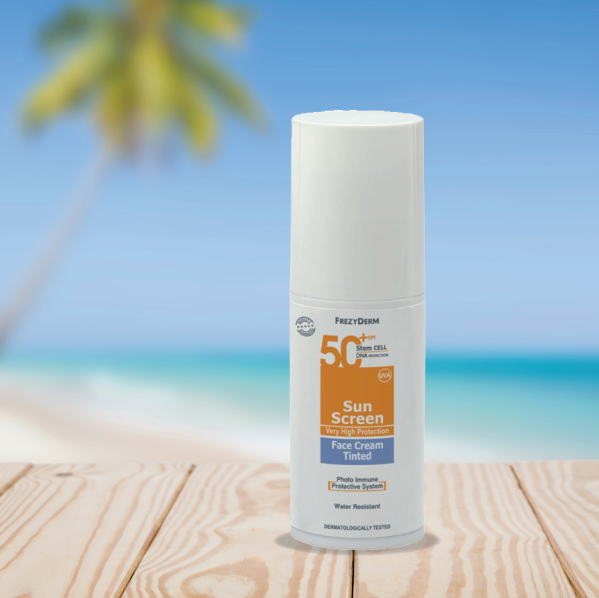 FREZYDERM
50+ SPF
Stem CELL
DNA PROTECTION
UVA
Sun
Screen
Very High Protection
Face Cream
Tinted
Photo Immune
Protective System
Water Resistant
DERMATOLOGICALLY TESTED